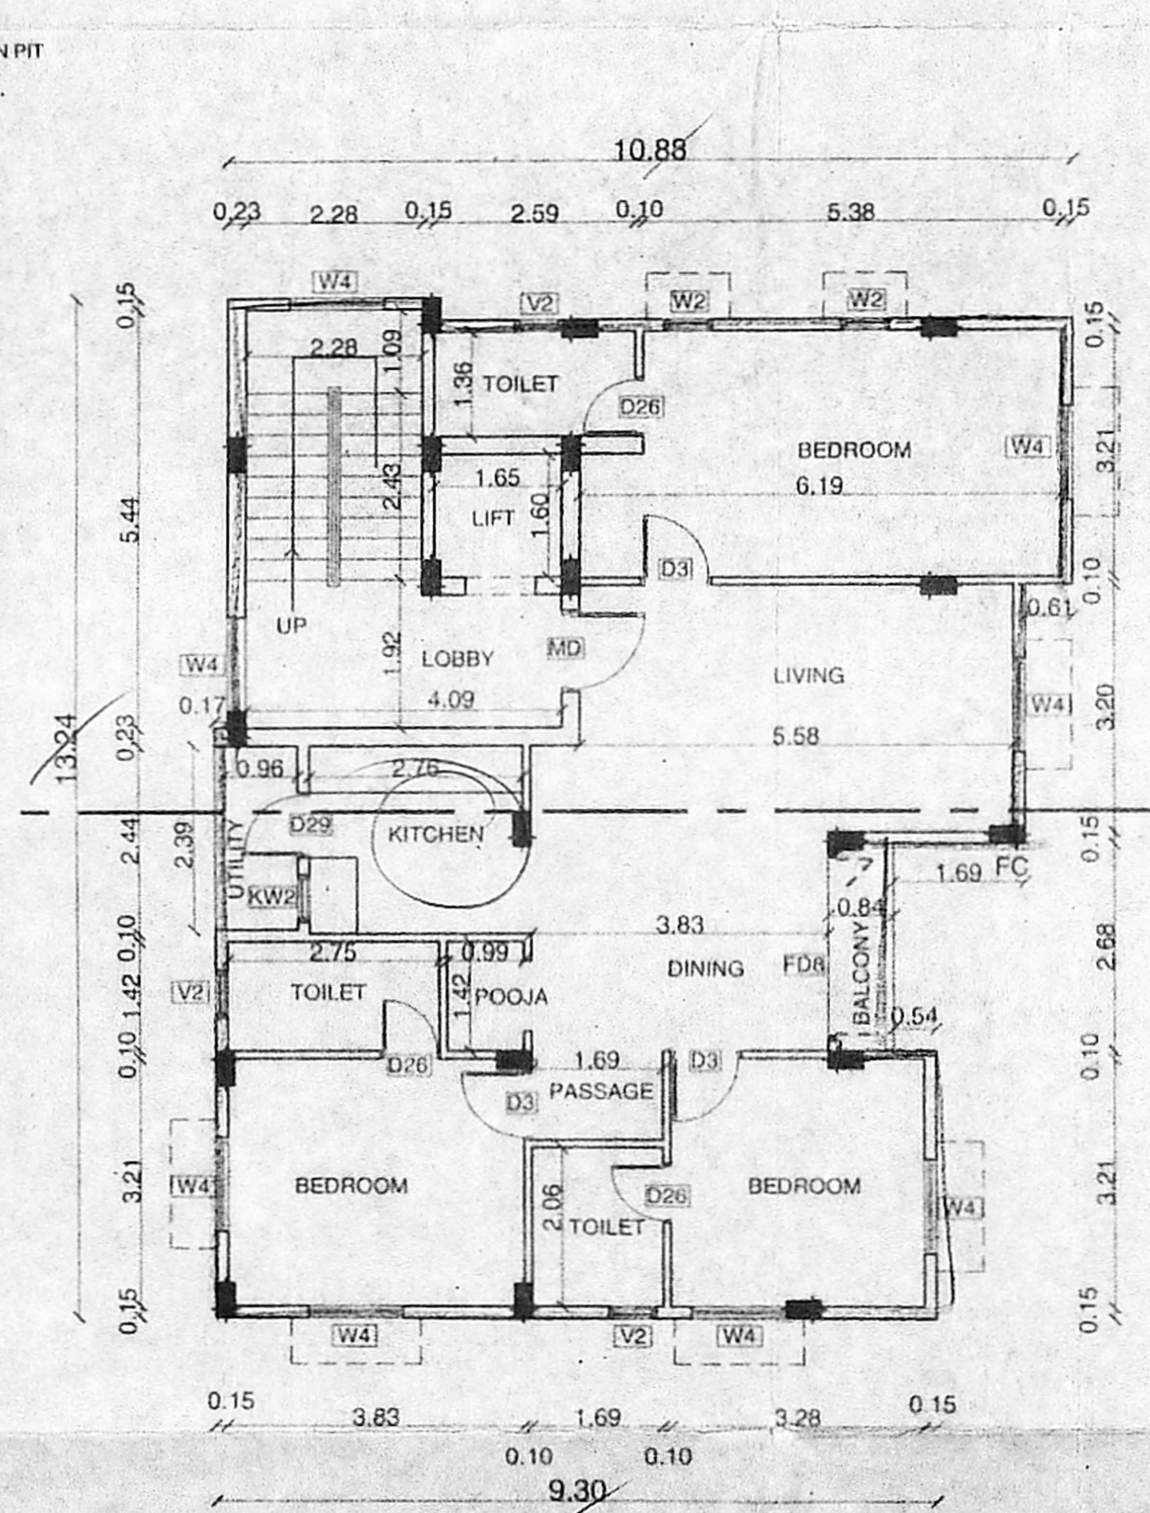 N PIT
10.88
0.23 2.28 0.15 2.59 0.10 5.38 0.15
W4 V2 W2 W2
0.15 0.15
2.28 1.09 1.36 TOILET D26
BEDROOM W4 3.21
6.19
5.44 2.43 1.65 1.60
LIFT
D3 0.10
0.61
UP
W4 1.92 LOBBY MD LIVING
0.17 4.09 W4 3.20
13.24 0.23 5.58
0.96 2.76
2.44 2.39 D29 KITCHEN 0.15
UTILITY 1.69 FC
KW2 0.84
0.10 3.83
2.75 0.99 DINING FD8 BALCONY 2.68
V2 1.42 TOILET 1.42 POOJA 0.54
0.10 D26 1.69 D3 0.10
D3 PASSAGE
3.21 W4 BEDROOM 2.06 D26 BEDROOM 3.21
TOILET W4
0.15 0.15
W4 V2 W4
0.15 3.83 1.69 3.28 0.15
0.10 0.10
9.30